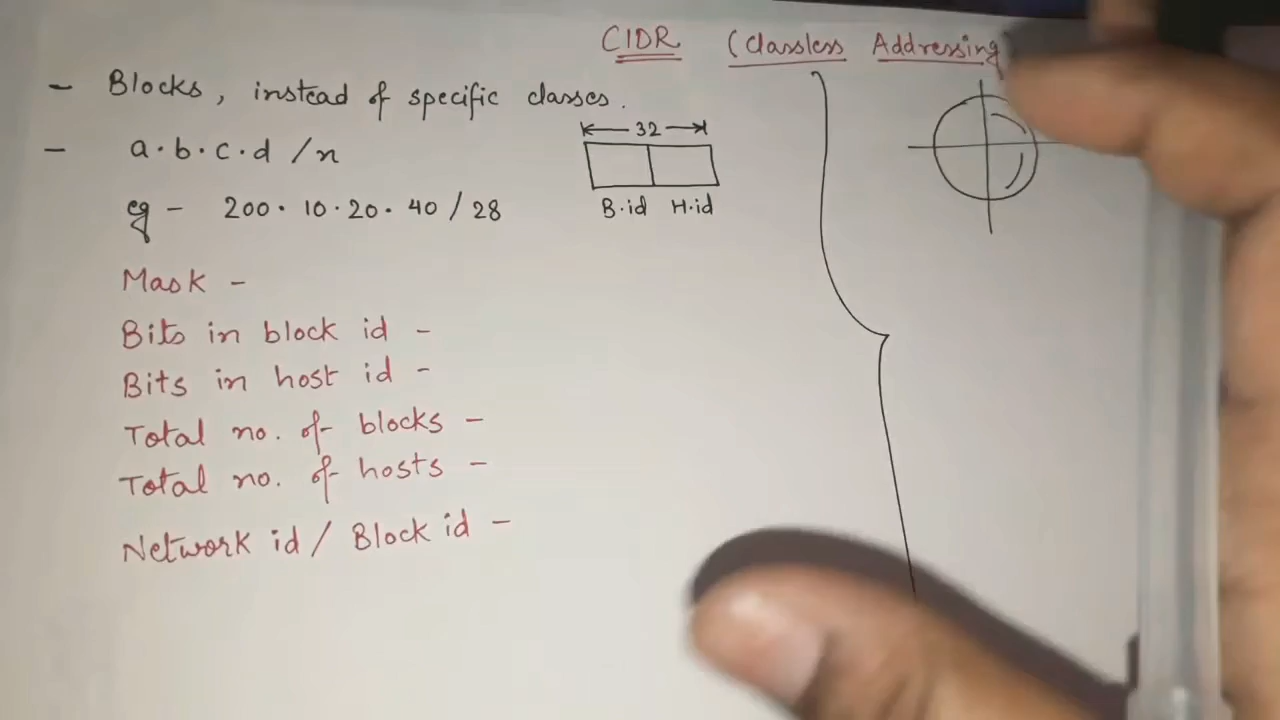 CIDR (Classless Addressing
- Blocks, instead of specific classes.
- a.b.c.d /n
32
B.id H.id
eg - 200.10.20.40/28
Mask -
Bits in block id -
Bits in host id -
Total no. of blocks -
Total no. of hosts -
Network id/ Block id -